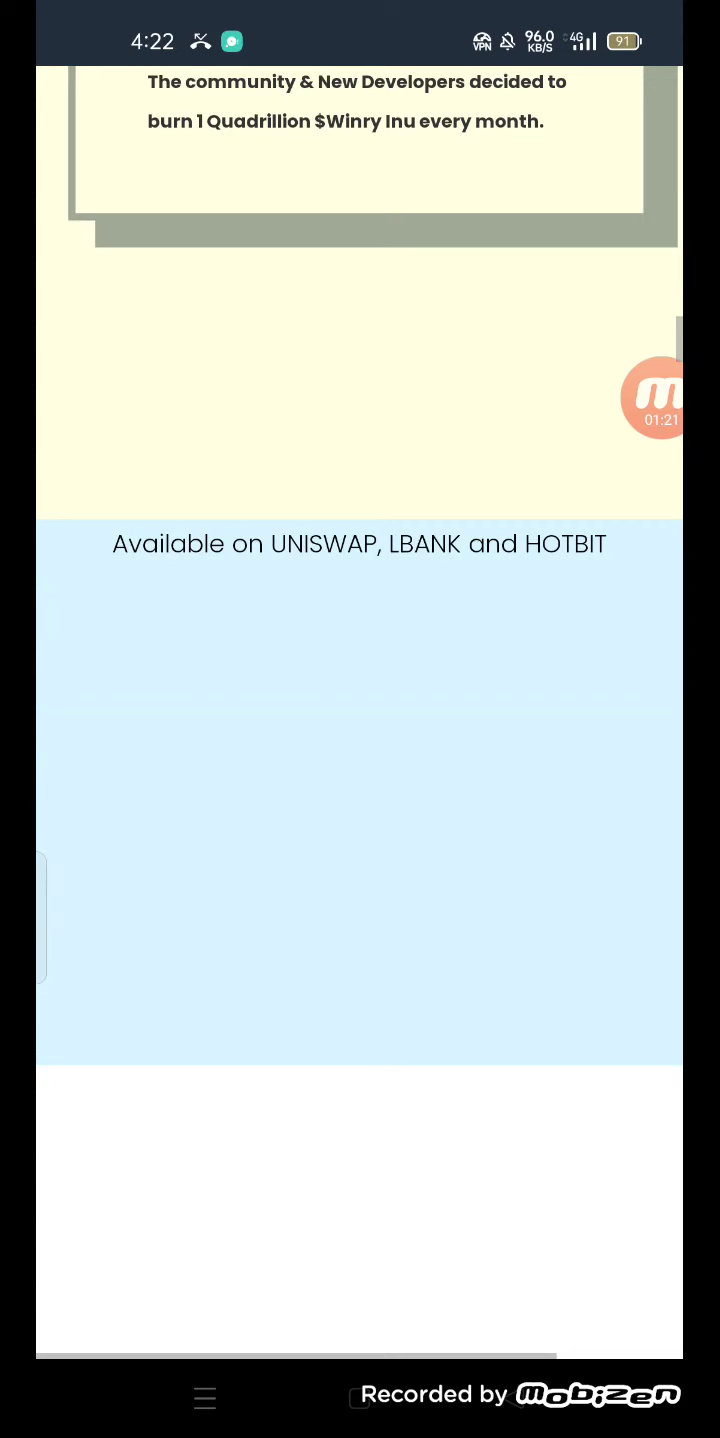 4:22
VPN
96.0
KB/S
4G
91
The community & New Developers decided to
burn 1 Quadrillion $Winry Inu every month.
01:21
Available on UNISWAP, LBANK and HOTBIT
Recorded by mobizen